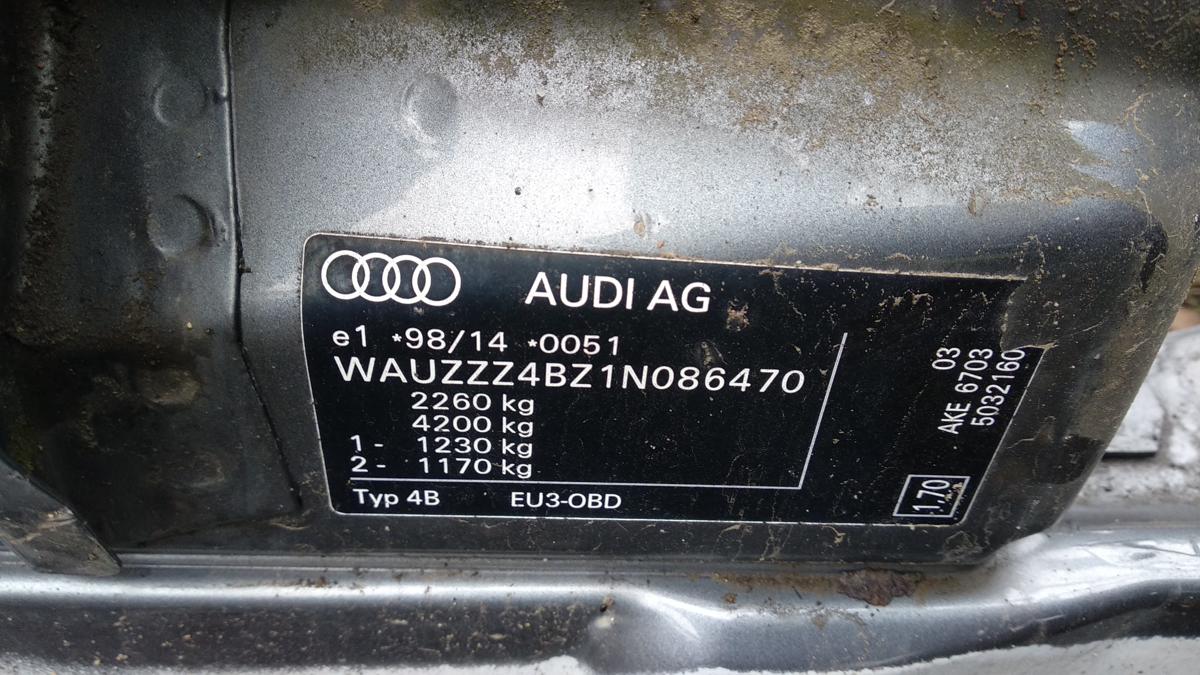 AUDI AG
e1 *98/14 *0051
WAUZZZ4BZ1N086470
2260 kg
4200 kg
1 - 1230 kg
2 - 1170 kg
Typ 4B EU3-OBD
03
AKE 6703
5032160
1,70